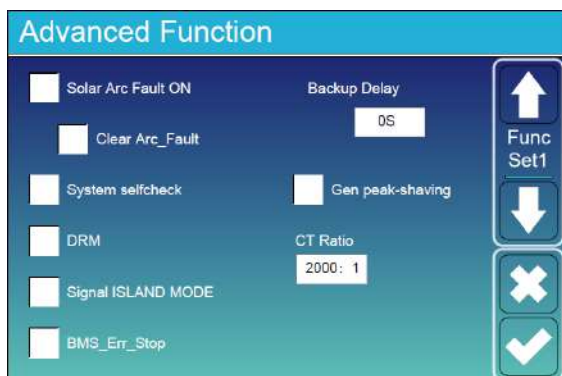 Advanced Function
Solar Arc Fault ON
Clear Arc_Fault
System selfcheck
DRM
Signal ISLAND MODE
BMS_Err_Stop
Backup Delay
0S
Gen peak-shaving
CT Ratio
2000: 1
Func
Set1